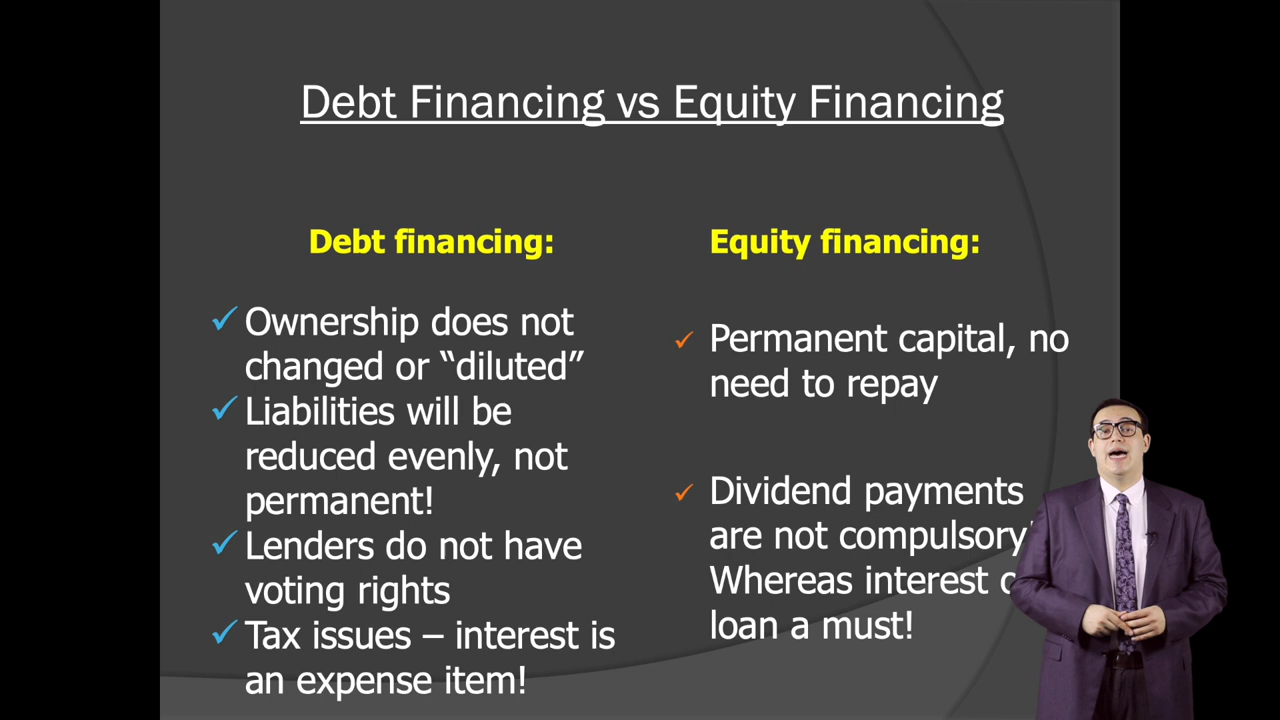 Debt Financing vs Equity Financing
Debt financing:
Ownership does not
changed or “diluted”
Liabilities will be
reduced evenly, not
permanent!
Lenders do not have
voting rights
Tax issues – interest is
an expense item!
Equity financing:
Permanent capital, no
need to repay
Dividend payments
are not compulsory
Whereas interest
loan a must!